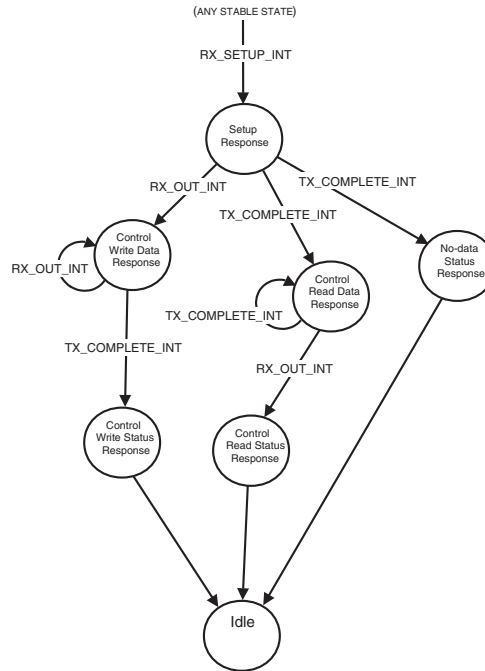 (ANY STABLE STATE)
RX_SETUP_INT
Setup
Response
RX_OUT_INT
TX_COMPLETE_INT
TX_COMPLETE_INT
Control
Write Data
Response
RX_OUT_INT
No-data
Status
Response
Control
Read Data
Response
TX_COMPLETE_INT
TX_COMPLETE_INT
RX_OUT_INT
Control
Write Status
Response
Control
Read Status
Response
Idle